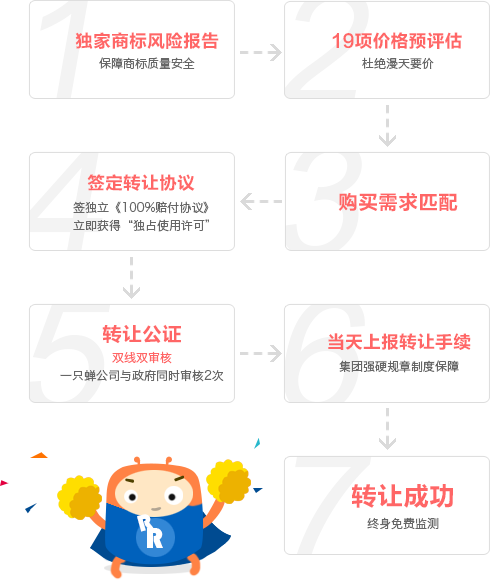 1
独家商标风险报告
保障商标质量安全
2
19项价格预评估
杜绝漫天要价
3
购买需求匹配
4
签定转让协议
签独立《100%赔付协议》
立即获得“独占使用许可”
5
转让公证
双线双审核
一只蝉公司与政府同时审核2次
6
当天上报转让手续
集团强硬规章制度保障
7
转让成功
终身免费监测
R
R